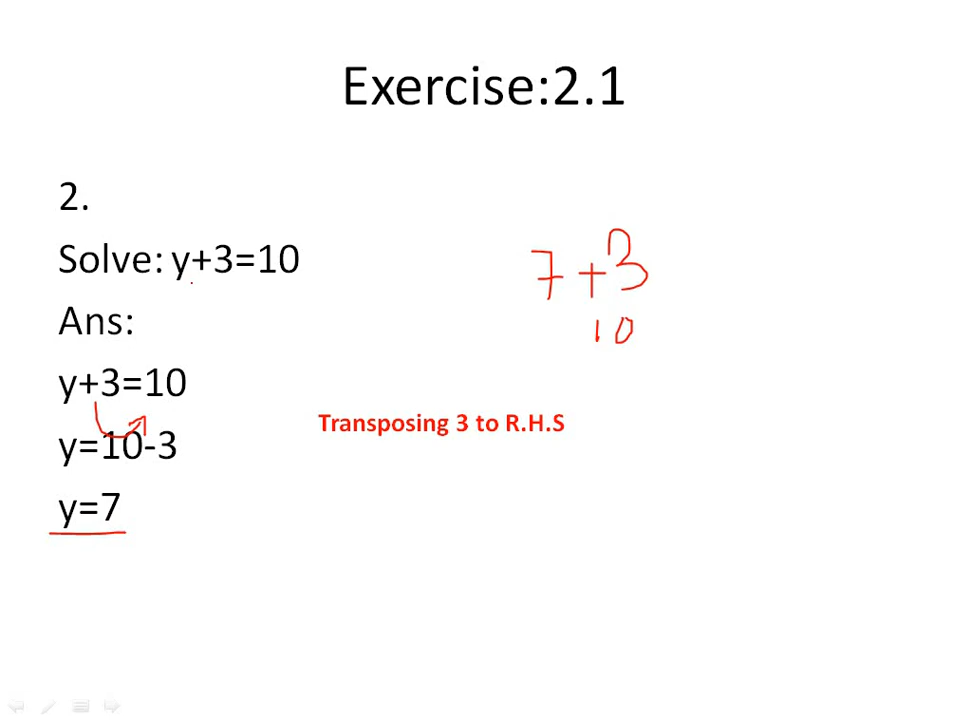 Exercise:2.1
2.
Solve: y+3=10
Ans:
y+3=10
Transposing 3 to R.H.S
y=10-3
y=7
7+3
10